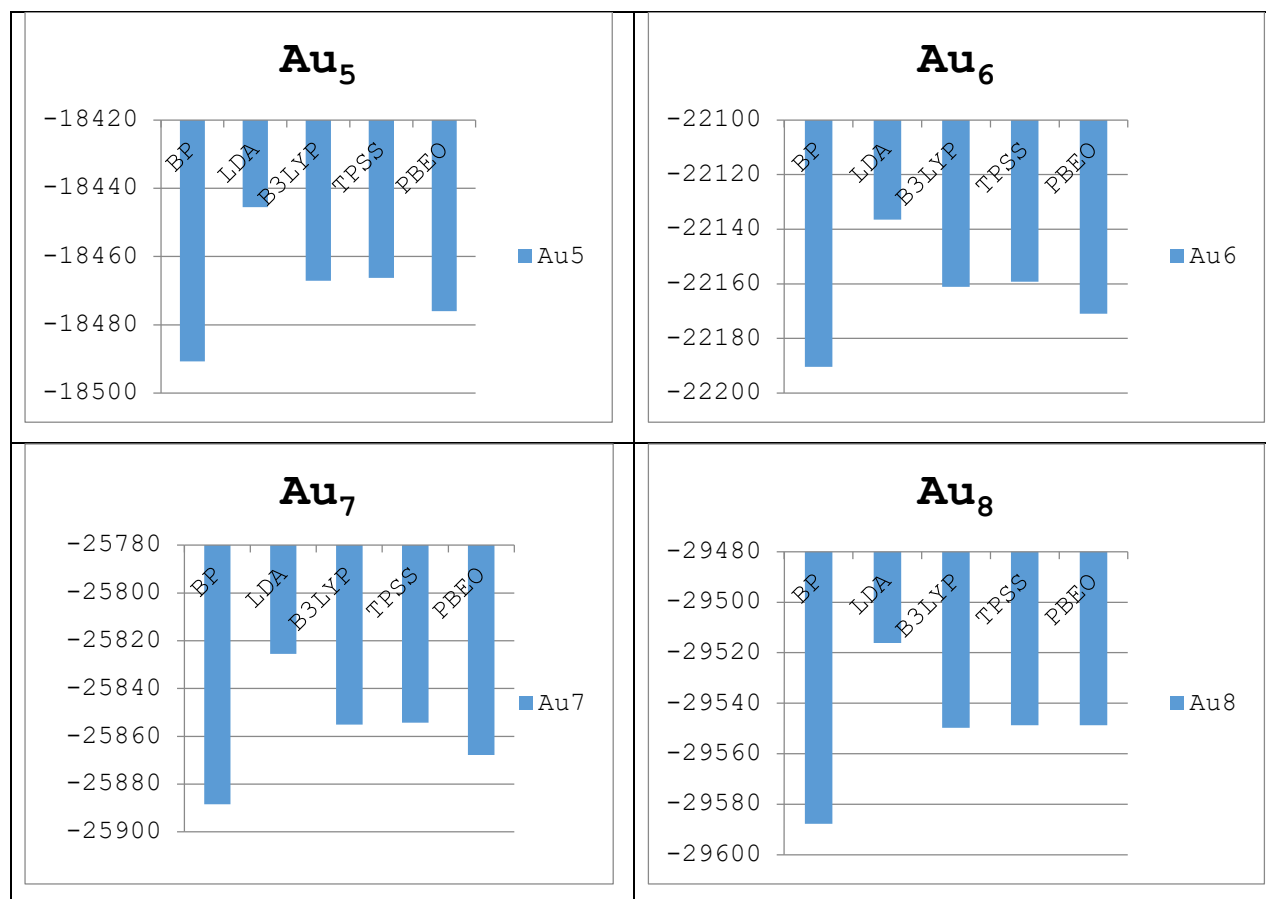 Au₅
-18420
-18440
-18460
-18480
-18500
BP
LDA
B3LYP
TPSS
PBEO
Au5
Au₆
-22100
-22120
-22140
-22160
-22180
-22200
BP
LDA
B3LYP
TPSS
PBEO
Au6
Au₇
-25780
-25800
-25820
-25840
-25860
-25880
-25900
BP
LDA
B3LYP
TPSS
PBEO
Au7
Au₈
-29480
-29500
-29520
-29540
-29560
-29580
-29600
BP
LDA
B3LYP
TPSS
PBEO
Au8